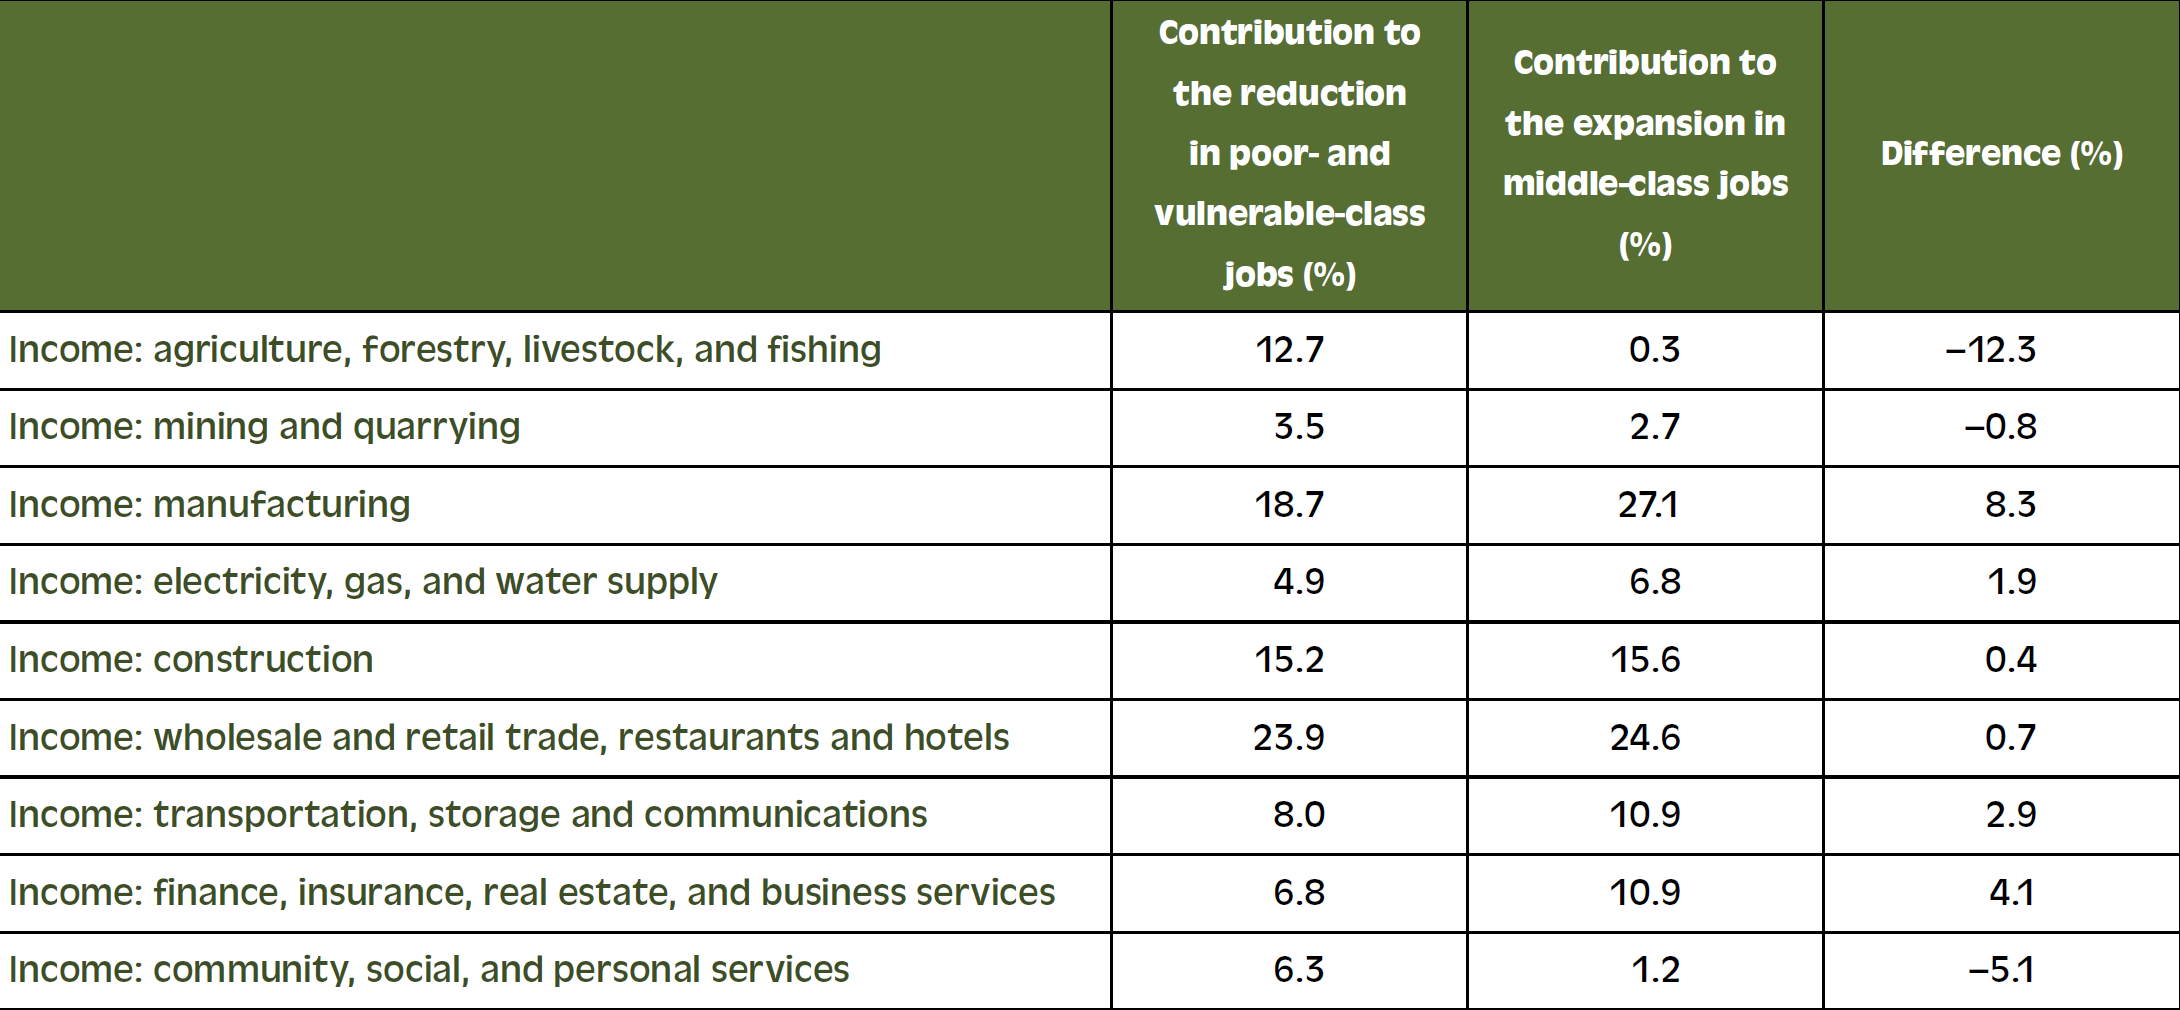 Contribution to
the reduction
in poor- and
vulnerable-class
jobs (%)
Contribution to
the expansion in
middle-class jobs
(%)
Difference (%)
Income: agriculture, forestry, livestock, and fishing 12.7 0.3 –12.3
Income: mining and quarrying 3.5 2.7 –0.8
Income: manufacturing 18.7 27.1 8.3
Income: electricity, gas, and water supply 4.9 6.8 1.9
Income: construction 15.2 15.6 0.4
Income: wholesale and retail trade, restaurants and hotels 23.9 24.6 0.7
Income: transportation, storage and communications 8.0 10.9 2.9
Income: finance, insurance, real estate, and business services 6.8 10.9 4.1
Income: community, social, and personal services 6.3 1.2 –5.1